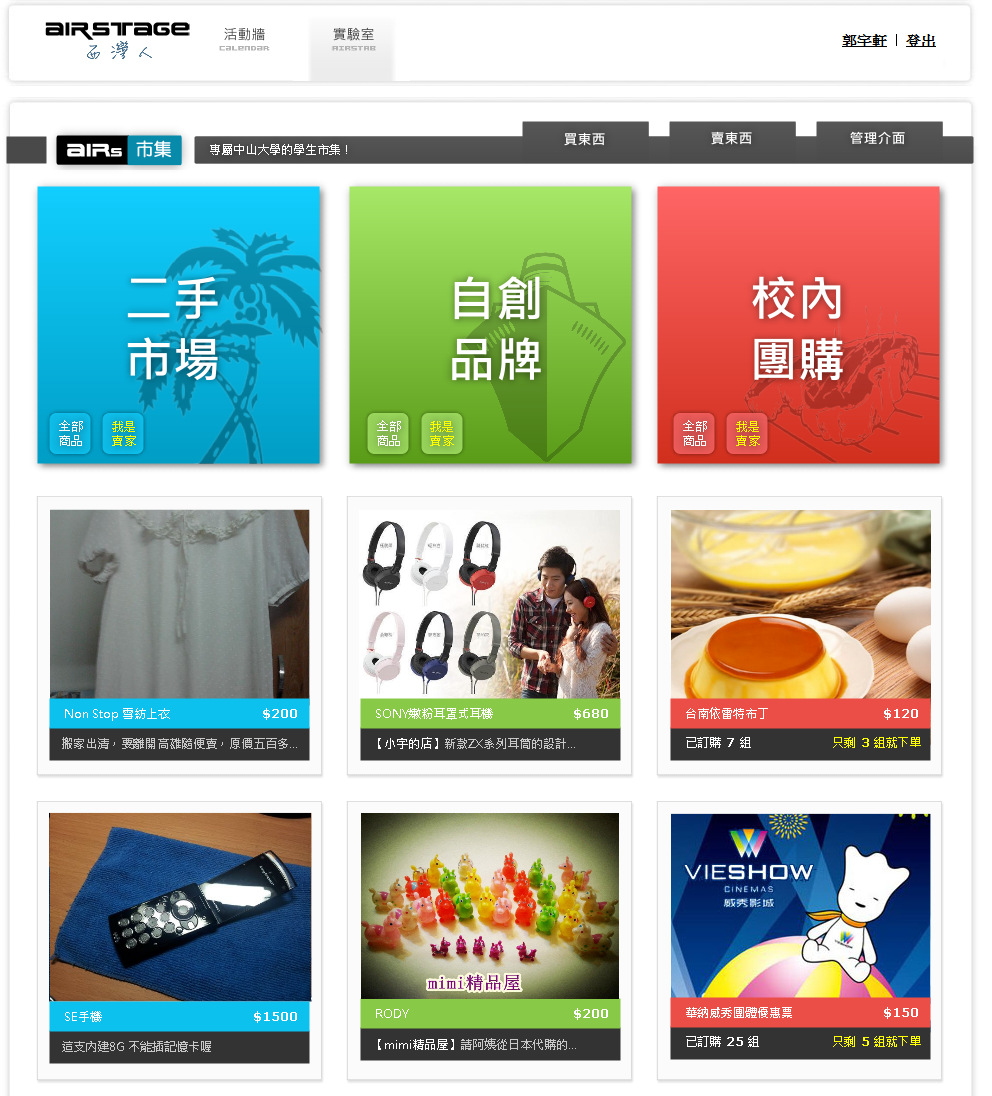 AIRSTAGE
西灣人
活動牆
CALENDAR
實驗室
AIRSTAR
郭宇軒 | 登出
AIRs 市集
專屬中山大學的學生市集！
買東西
賣東西
管理介面
二手
市場
全部
商品
我是
賣家
自創
品牌
全部
商品
我是
賣家
校內
團購
全部
商品
我是
賣家
Non Stop 雪紡上衣 $200
搬家出清，要離開高雄隨便賣，原價五百多...
SONY嫩粉耳罩式耳機 $680
【小宇的店】新款ZX系列耳筒的設計...
台南依蕾特布丁 $120
已訂購 7 組 只剩 3 組就下單
SE手機 $1500
這支內建8G 不能插記憶卡喔
mimi精品屋
RODY $200
【mimi精品屋】請阿姨從日本代購的...
VIESHOW
CINEMAS
威秀影城
VIESHOW
華納威秀團體優惠票 $150
已訂購 25 組 只剩 5 組就下單